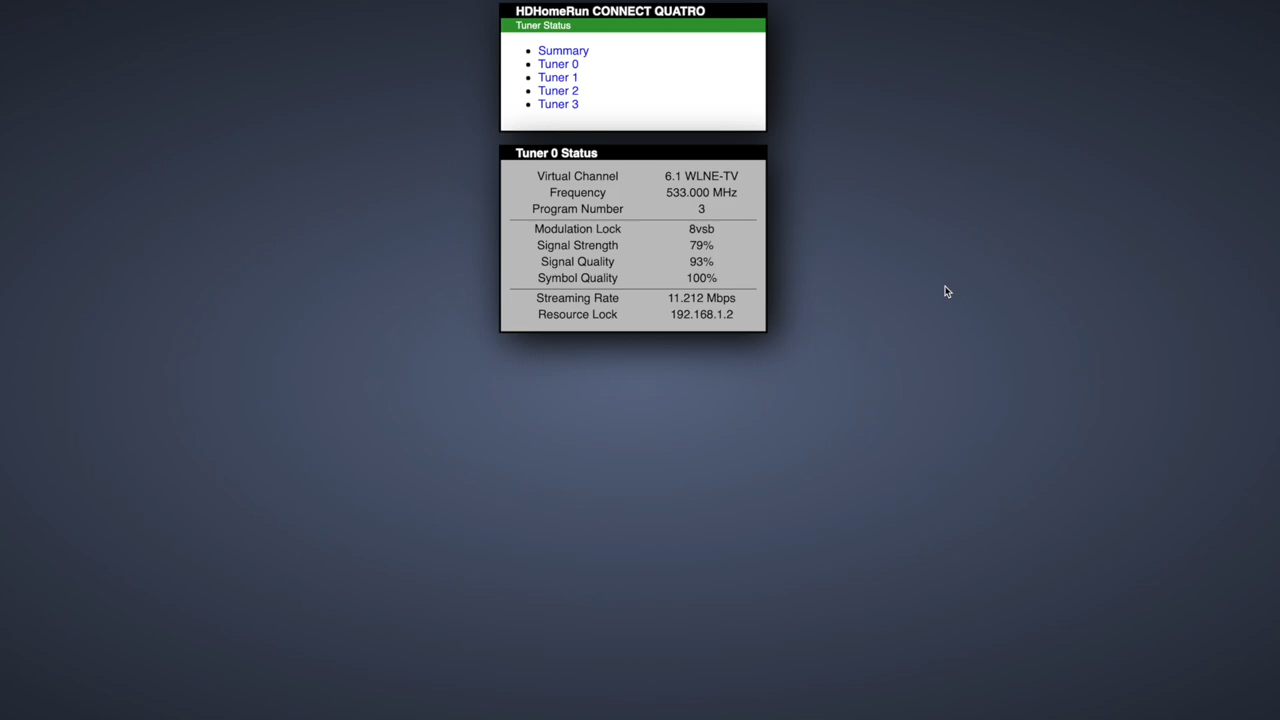 HDHomeRun CONNECT QUATRO
Tuner Status
Summary
Tuner 0
Tuner 1
Tuner 2
Tuner 3
Tuner 0 Status
Virtual Channel 6.1 WLNE-TV
Frequency 533.000 MHz
Program Number 3
Modulation Lock 8vsb
Signal Strength 79%
Signal Quality 93%
Symbol Quality 100%
Streaming Rate 11.212 Mbps
Resource Lock 192.168.1.2